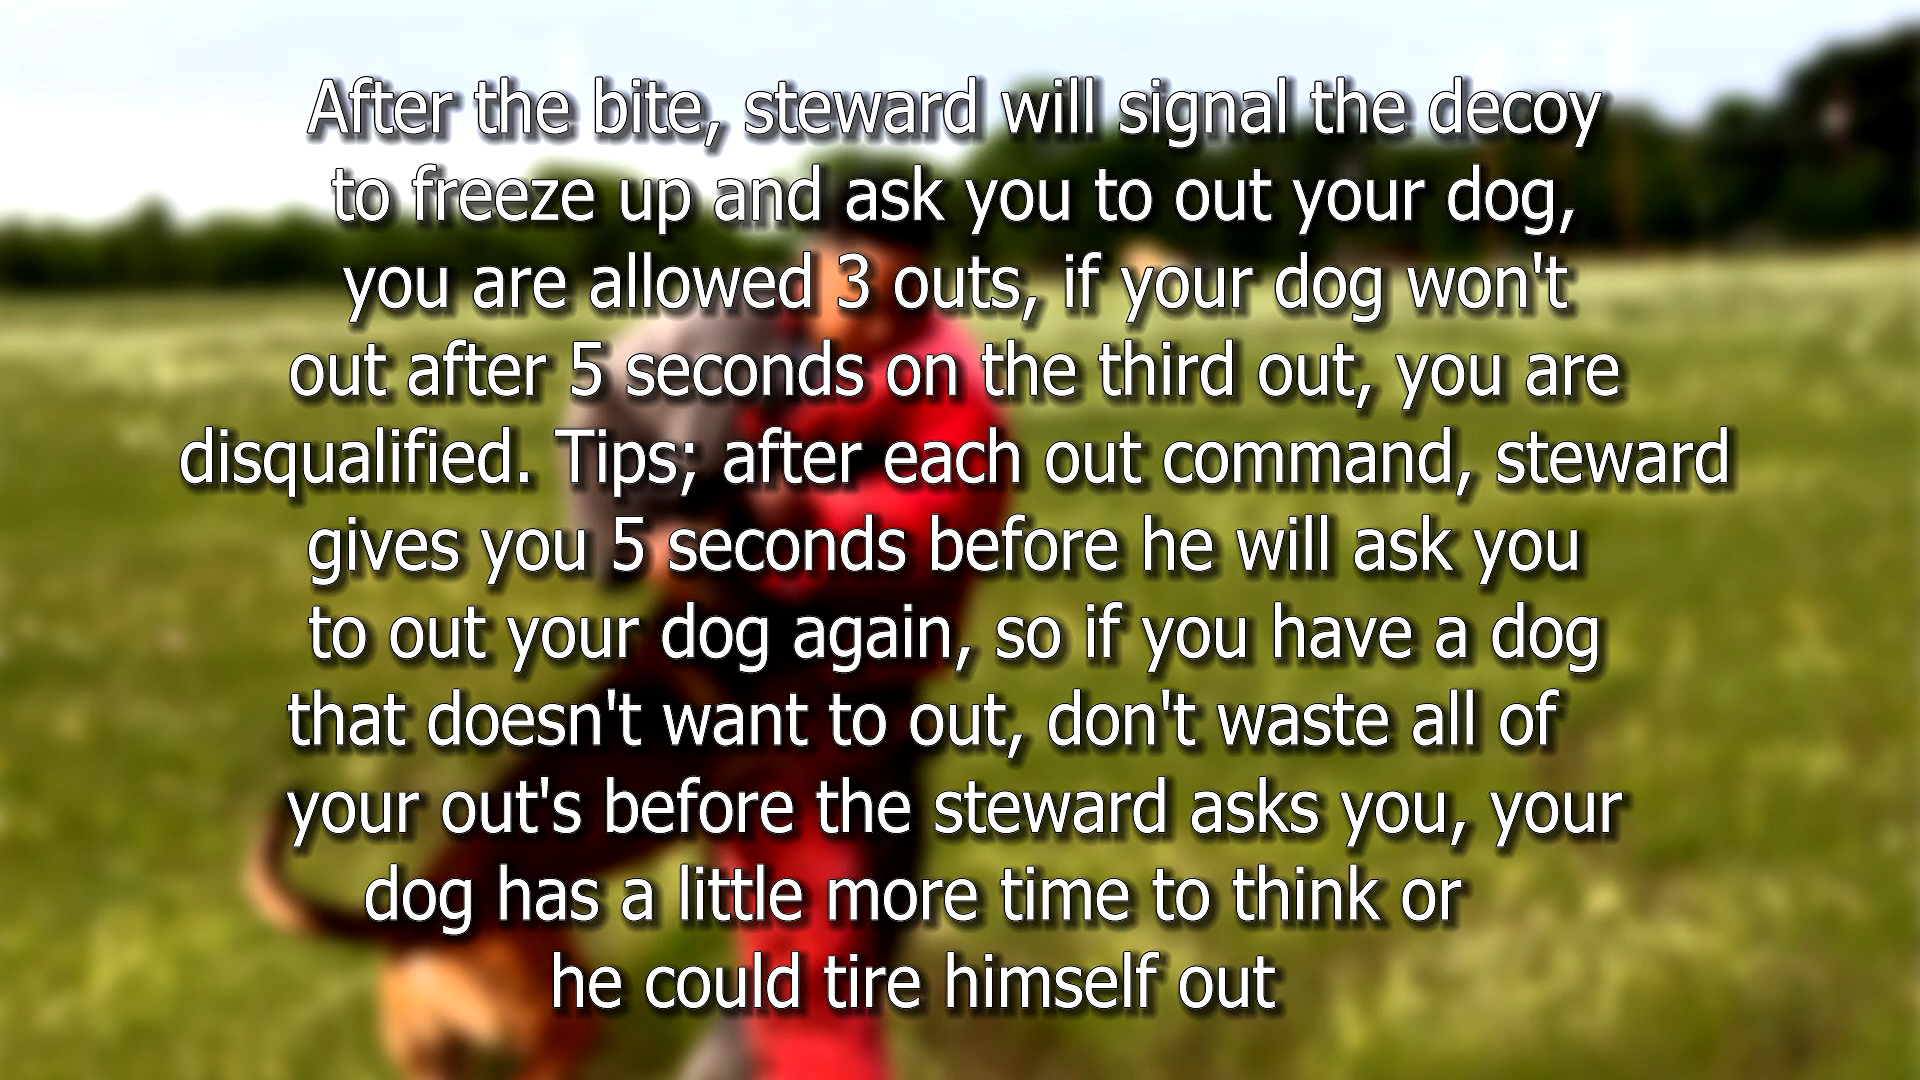 After the bite, steward will signal the decoy
to freeze up and ask you to out your dog,
you are allowed 3 outs, if your dog won't
out after 5 seconds on the third out, you are
disqualified. Tips; after each out command, steward
gives you 5 seconds before he will ask you
to out your dog again, so if you have a dog
that doesn't want to out, don't waste all of
your out's before the steward asks you, your
dog has a little more time to think or
he could tire himself out